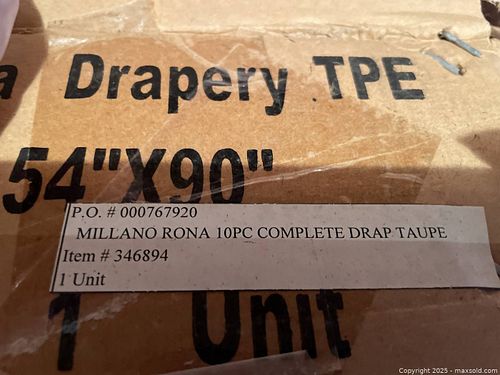 a Drapery TPE
54"X90"
P.O. # 000767920
MILLANO RONA 10PC COMPLETE DRAP TAUPE
Item # 346894
1 Unit
1 Unit
Copyright © 2025 - maxsold.com